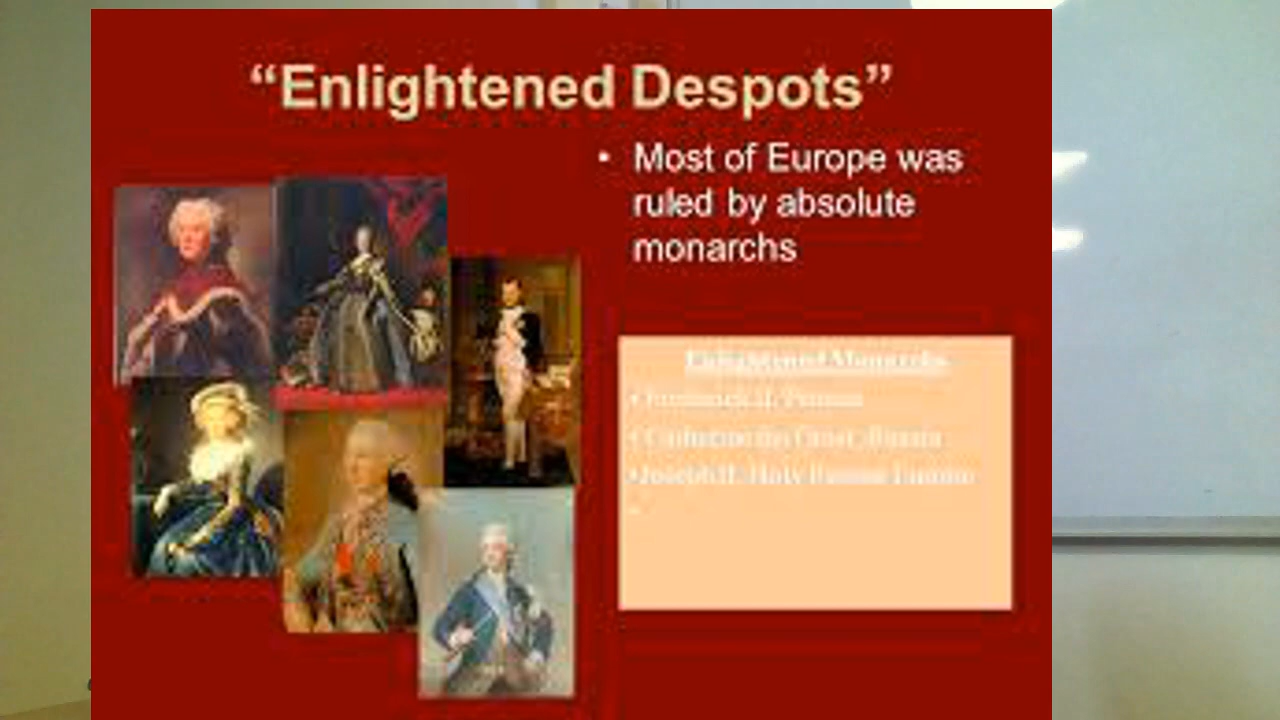 “Enlightened Despots”
• Most of Europe was
ruled by absolute
monarchs
Enlightened Monarchs
• Frederick II, Prussia
• Catherine the Great, Russia
•Joseph II, Holy Roman Empire